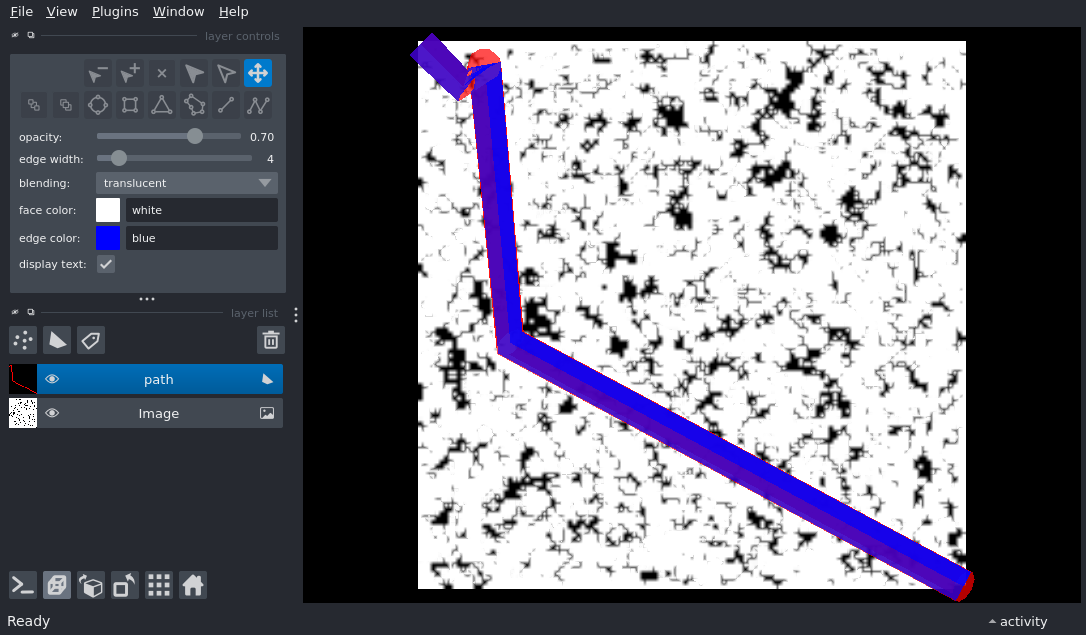 File View Plugins Window Help
layer controls
opacity: 0.70
edge width: 4
blending: translucent
face color: white
edge color: blue
display text:
layer list
path
Image
Ready
activity